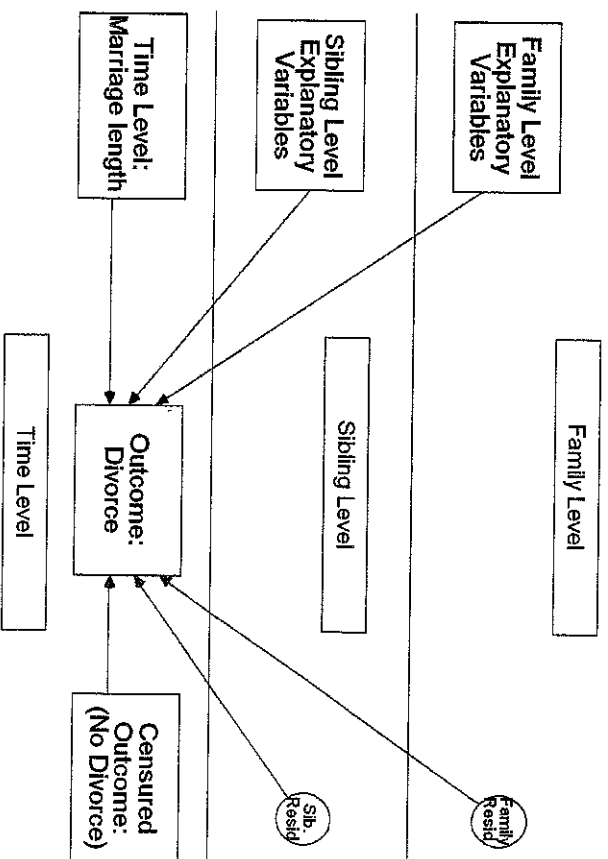 Family Level
Family Level
Explanatory
Variables
Family
Resid
Sibling Level
Sibling Level
Explanatory
Variables
Sib.
Resid
Time Level:
Marriage length
Outcome:
Divorce
Censured
Outcome:
(No Divorce)
Time Level